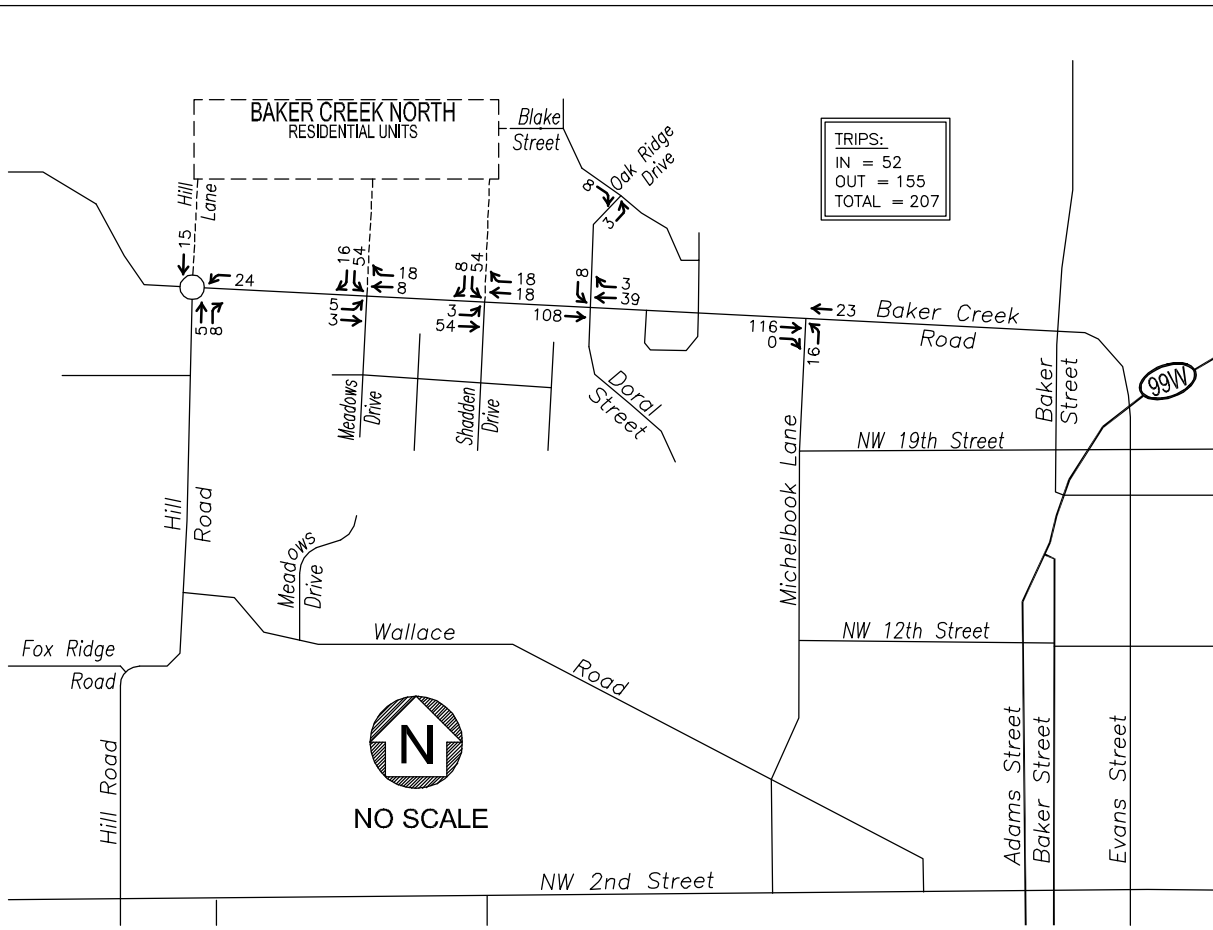 BAKER CREEK NORTH
RESIDENTIAL UNITS
Blake
Street
Oak Ridge
Drive
TRIPS:
IN = 52
OUT = 155
TOTAL = 207
Hill
Lane
8
3
15
24
5
8
16
54
18
8
5
3
8
54
18
18
3
54
8
3
39
108
23
116
0
16
Baker Creek
Road
Baker
Street
99W
Meadows
Drive
Shadden
Drive
Doral
Street
NW 19th Street
Michelbook Lane
Hill
Road
Meadows
Drive
Wallace
Road
NW 12th Street
Fox Ridge
Road
Hill Road
N
NO SCALE
Adams Street
Baker Street
Evans Street
NW 2nd Street